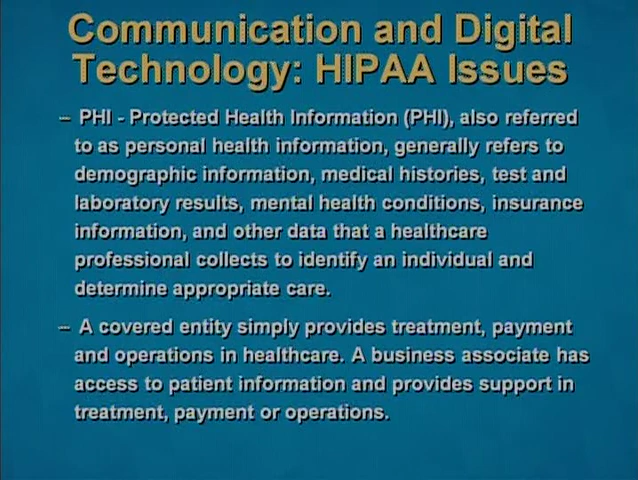 Communication and Digital
Technology: HIPAA Issues
– PHI - Protected Health Information (PHI), also referred
to as personal health information, generally refers to
demographic information, medical histories, test and
laboratory results, mental health conditions, insurance
information, and other data that a healthcare
professional collects to identify an individual and
determine appropriate care.
– A covered entity simply provides treatment, payment
and operations in healthcare. A business associate has
access to patient information and provides support in
treatment, payment or operations.